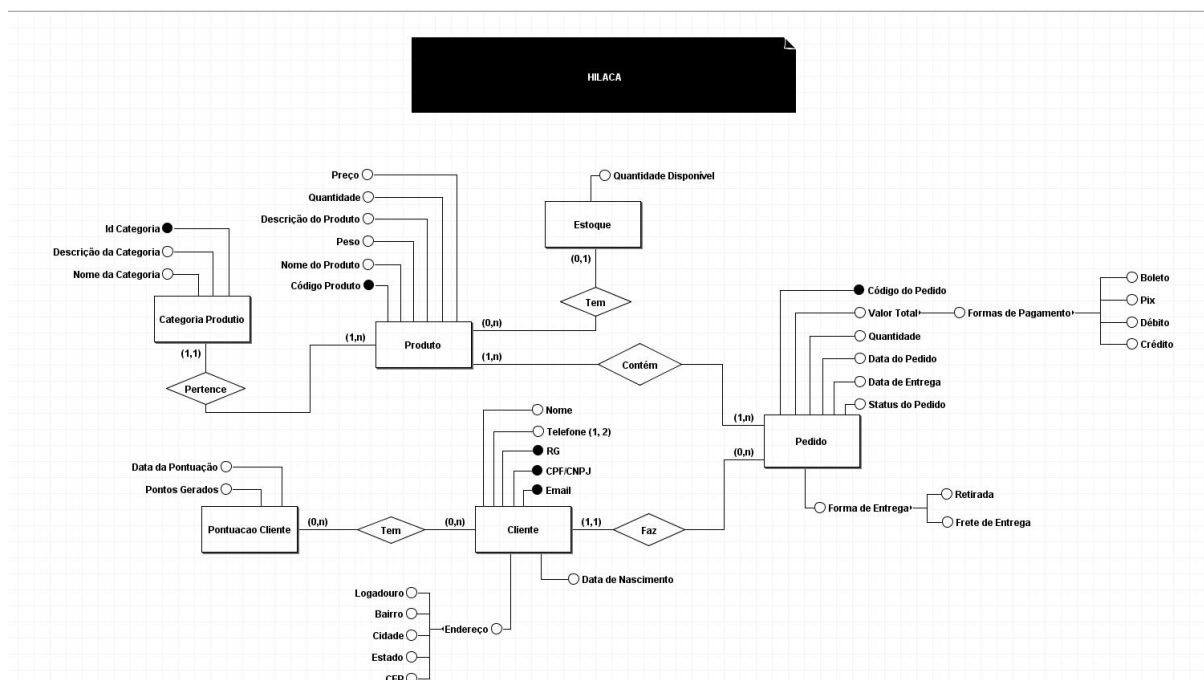 HILACA
Preço
Quantidade
Descrição do Produto
Peso
Nome do Produto
Código Produto
Id Categoria
Descrição da Categoria
Nome da Categoria
Categoria Produtio
(1,1)
Pertence
(1,n)
Produto
(0,n)
(1,n)
Quantidade Disponível
Estoque
(0,1)
Tem
Contém
(1,n)
(0,n)
Código do Pedido
Valor Total
Formas de Pagamento
Boleto
Pix
Débito
Crédito
Quantidade
Data do Pedido
Data de Entrega
Status do Pedido
Pedido
Forma de Entrega
Retirada
Frete de Entrega
Nome
Telefone (1, 2)
RG
CPF/CNPJ
Email
Data da Pontuação
Pontos Gerados
Pontuacao Cliente
(0,n)
Tem
(0,n)
Cliente
(1,1)
Faz
Data de Nascimento
Endereço
Logadouro
Bairro
Cidade
Estado
CEP